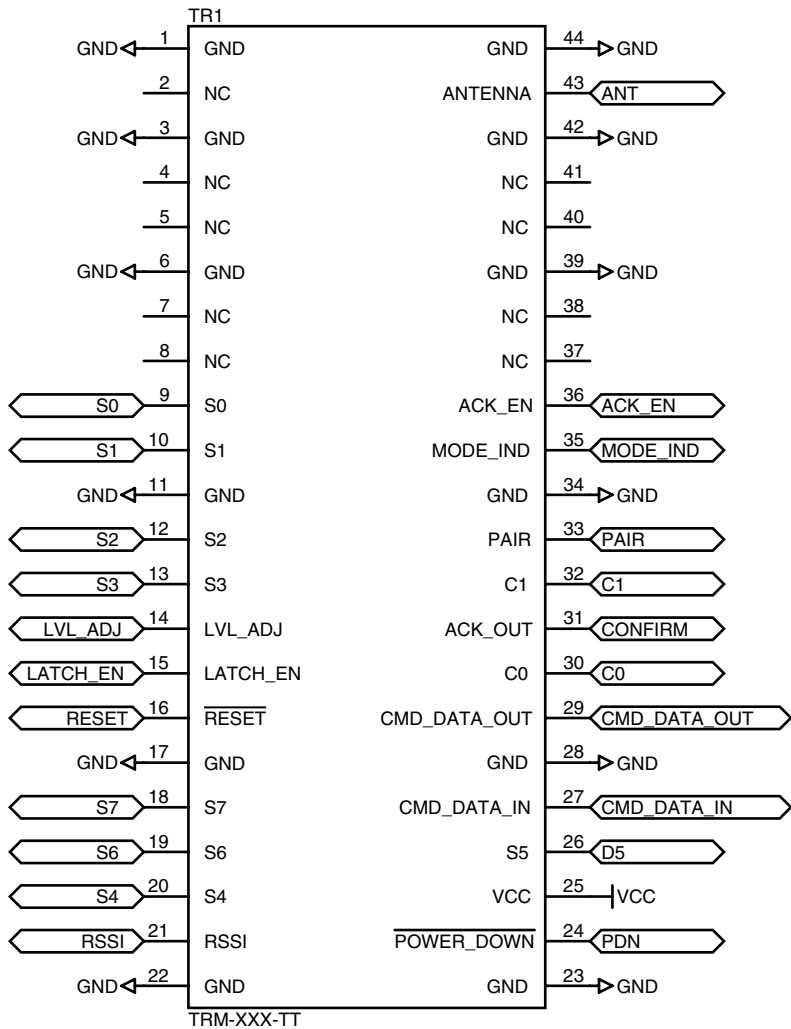 TR1
GND 1 GND GND 44 GND
2 NC ANTENNA 43 ANT
GND 3 GND GND 42 GND
4 NC NC 41
5 NC NC 40
GND 6 GND GND 39 GND
7 NC NC 38
8 NC NC 37
S0 9 S0 ACK_EN 36 ACK_EN
S1 10 S1 MODE_IND 35 MODE_IND
GND 11 GND GND 34 GND
S2 12 S2 PAIR 33 PAIR
S3 13 S3 C1 32 C1
LVL_ADJ 14 LVL_ADJ ACK_OUT 31 CONFIRM
LATCH_EN 15 LATCH_EN C0 30 C0
RESET 16 RESET CMD_DATA_OUT 29 CMD_DATA_OUT
GND 17 GND GND 28 GND
S7 18 S7 CMD_DATA_IN 27 CMD_DATA_IN
S6 19 S6 S5 26 D5
S4 20 S4 VCC 25 VCC
RSSI 21 RSSI POWER_DOWN 24 PDN
GND 22 GND GND 23 GND
TRM-XXX-TT